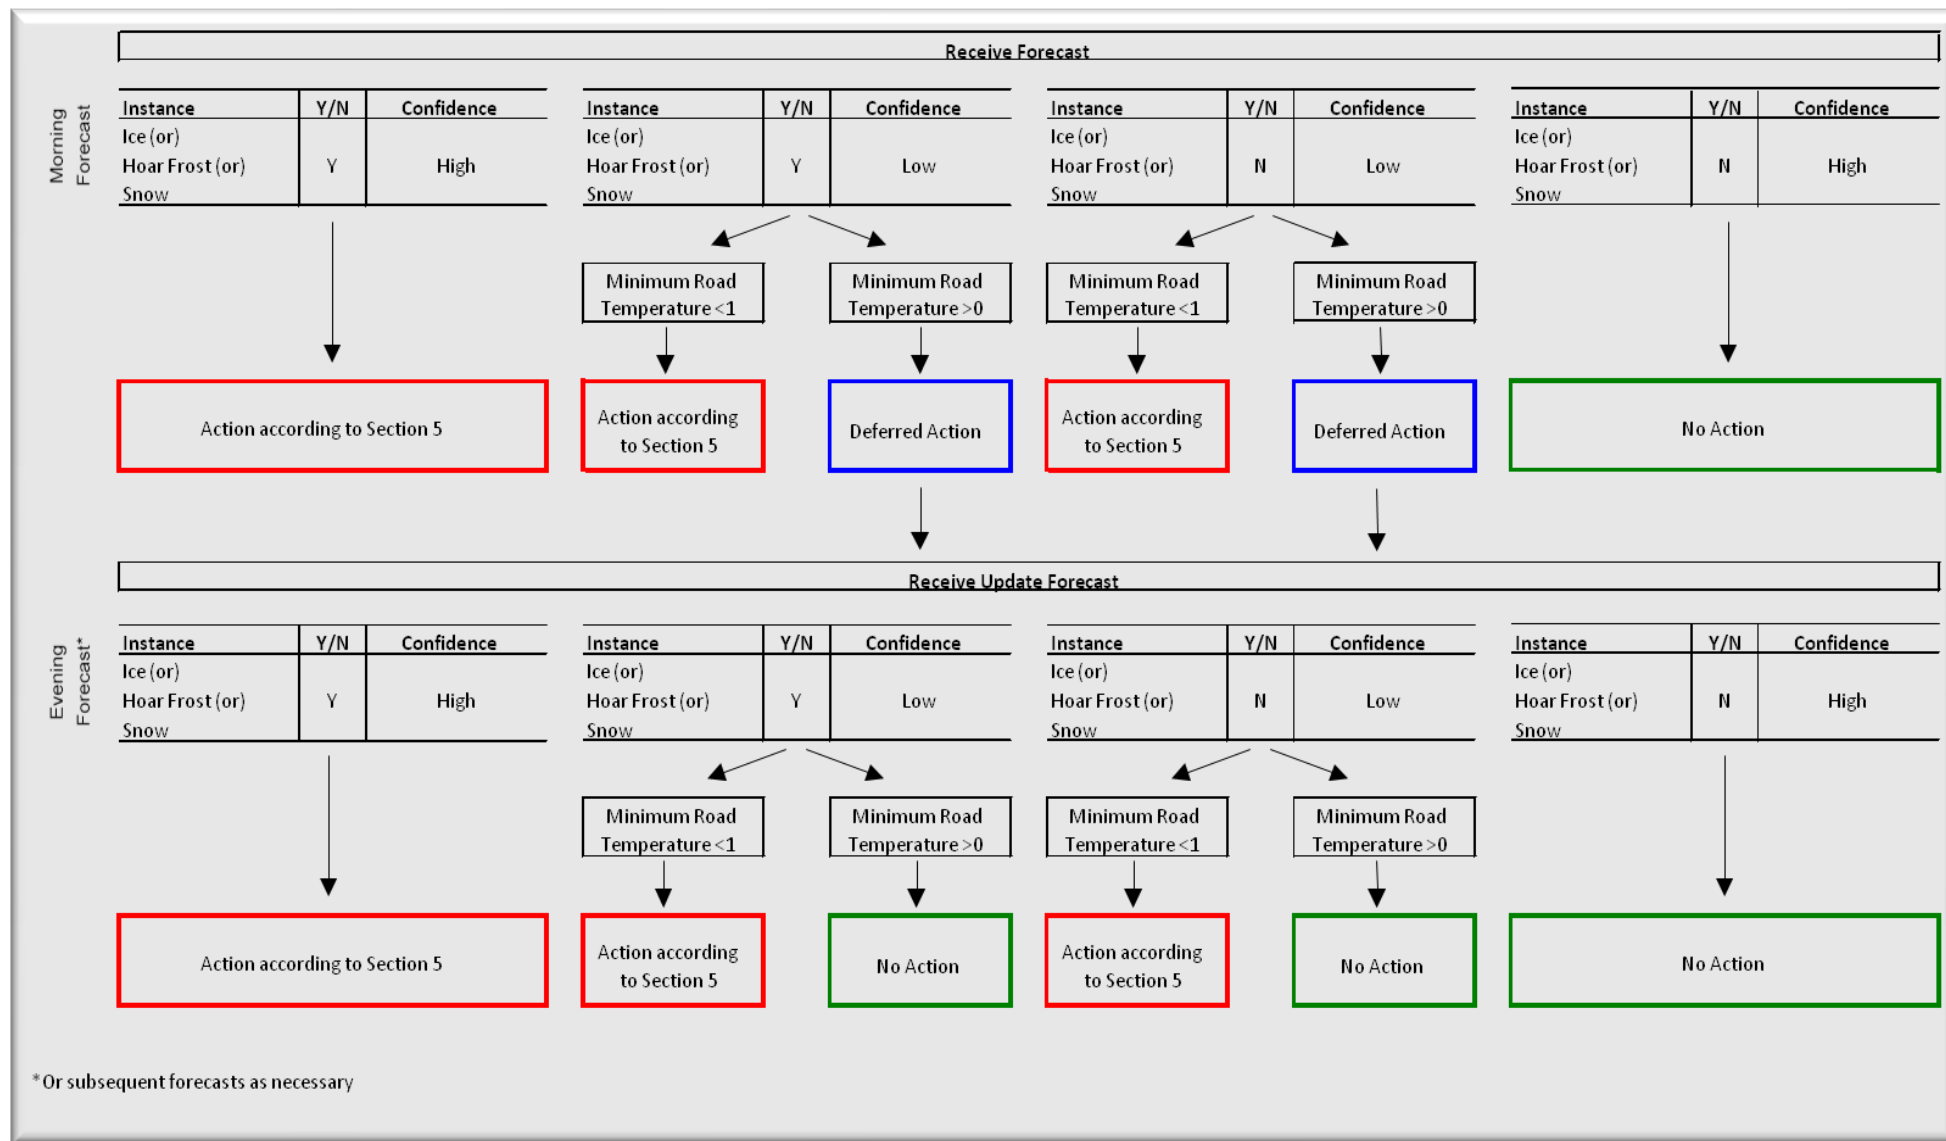 Receive Forecast
Morning
Forecast
Instance Y/N Confidence
Ice (or)
Hoar Frost (or) Y High
Snow
Instance Y/N Confidence
Ice (or)
Hoar Frost (or) Y Low
Snow
Instance Y/N Confidence
Ice (or)
Hoar Frost (or) N Low
Snow
Instance Y/N Confidence
Ice (or)
Hoar Frost (or) N High
Snow
Minimum Road
Temperature <1
Minimum Road
Temperature >0
Minimum Road
Temperature <1
Minimum Road
Temperature >0
Action according to Section 5
Action according
to Section 5
Deferred Action
Action according
to Section 5
Deferred Action
No Action
Receive Update Forecast
Evening
Forecast*
Instance Y/N Confidence
Ice (or)
Hoar Frost (or) Y High
Snow
Instance Y/N Confidence
Ice (or)
Hoar Frost (or) Y Low
Snow
Instance Y/N Confidence
Ice (or)
Hoar Frost (or) N Low
Snow
Instance Y/N Confidence
Ice (or)
Hoar Frost (or) N High
Snow
Minimum Road
Temperature <1
Minimum Road
Temperature >0
Minimum Road
Temperature <1
Minimum Road
Temperature >0
Action according to Section 5
Action according
to Section 5
No Action
Action according
to Section 5
No Action
No Action
*Or subsequent forecasts as necessary